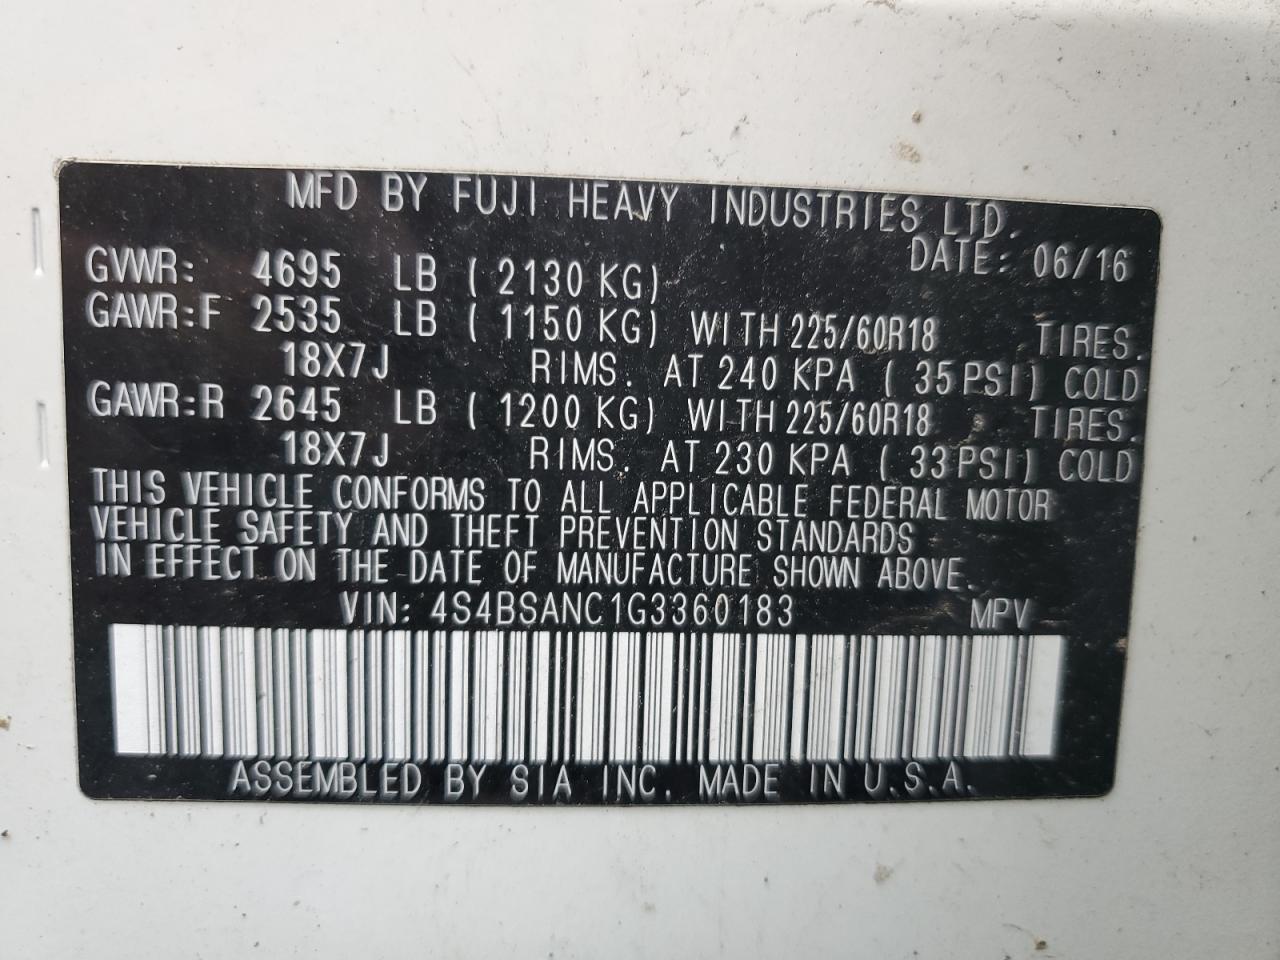 MFD BY FUJI HEAVY INDUSTRIES LTD.
DATE: 06/16
GVWR: 4695 LB ( 2130 KG)
GAWR:F 2535 LB ( 1150 KG) WITH 225/60R18 TIRES.
18X7J RIMS. AT 240 KPA ( 35 PSI) COLD
GAWR:R 2645 LB ( 1200 KG) WITH 225/60R18 TIRES.
18X7J RIMS. AT 230 KPA ( 33 PSI) COLD
THIS VEHICLE CONFORMS TO ALL APPLICABLE FEDERAL MOTOR
VEHICLE SAFETY AND THEFT PREVENTION STANDARDS
IN EFFECT ON THE DATE OF MANUFACTURE SHOWN ABOVE.
VIN: 4S4BSANC1G3360183 MPV
ASSEMBLED BY SIA INC. MADE IN U.S.A.